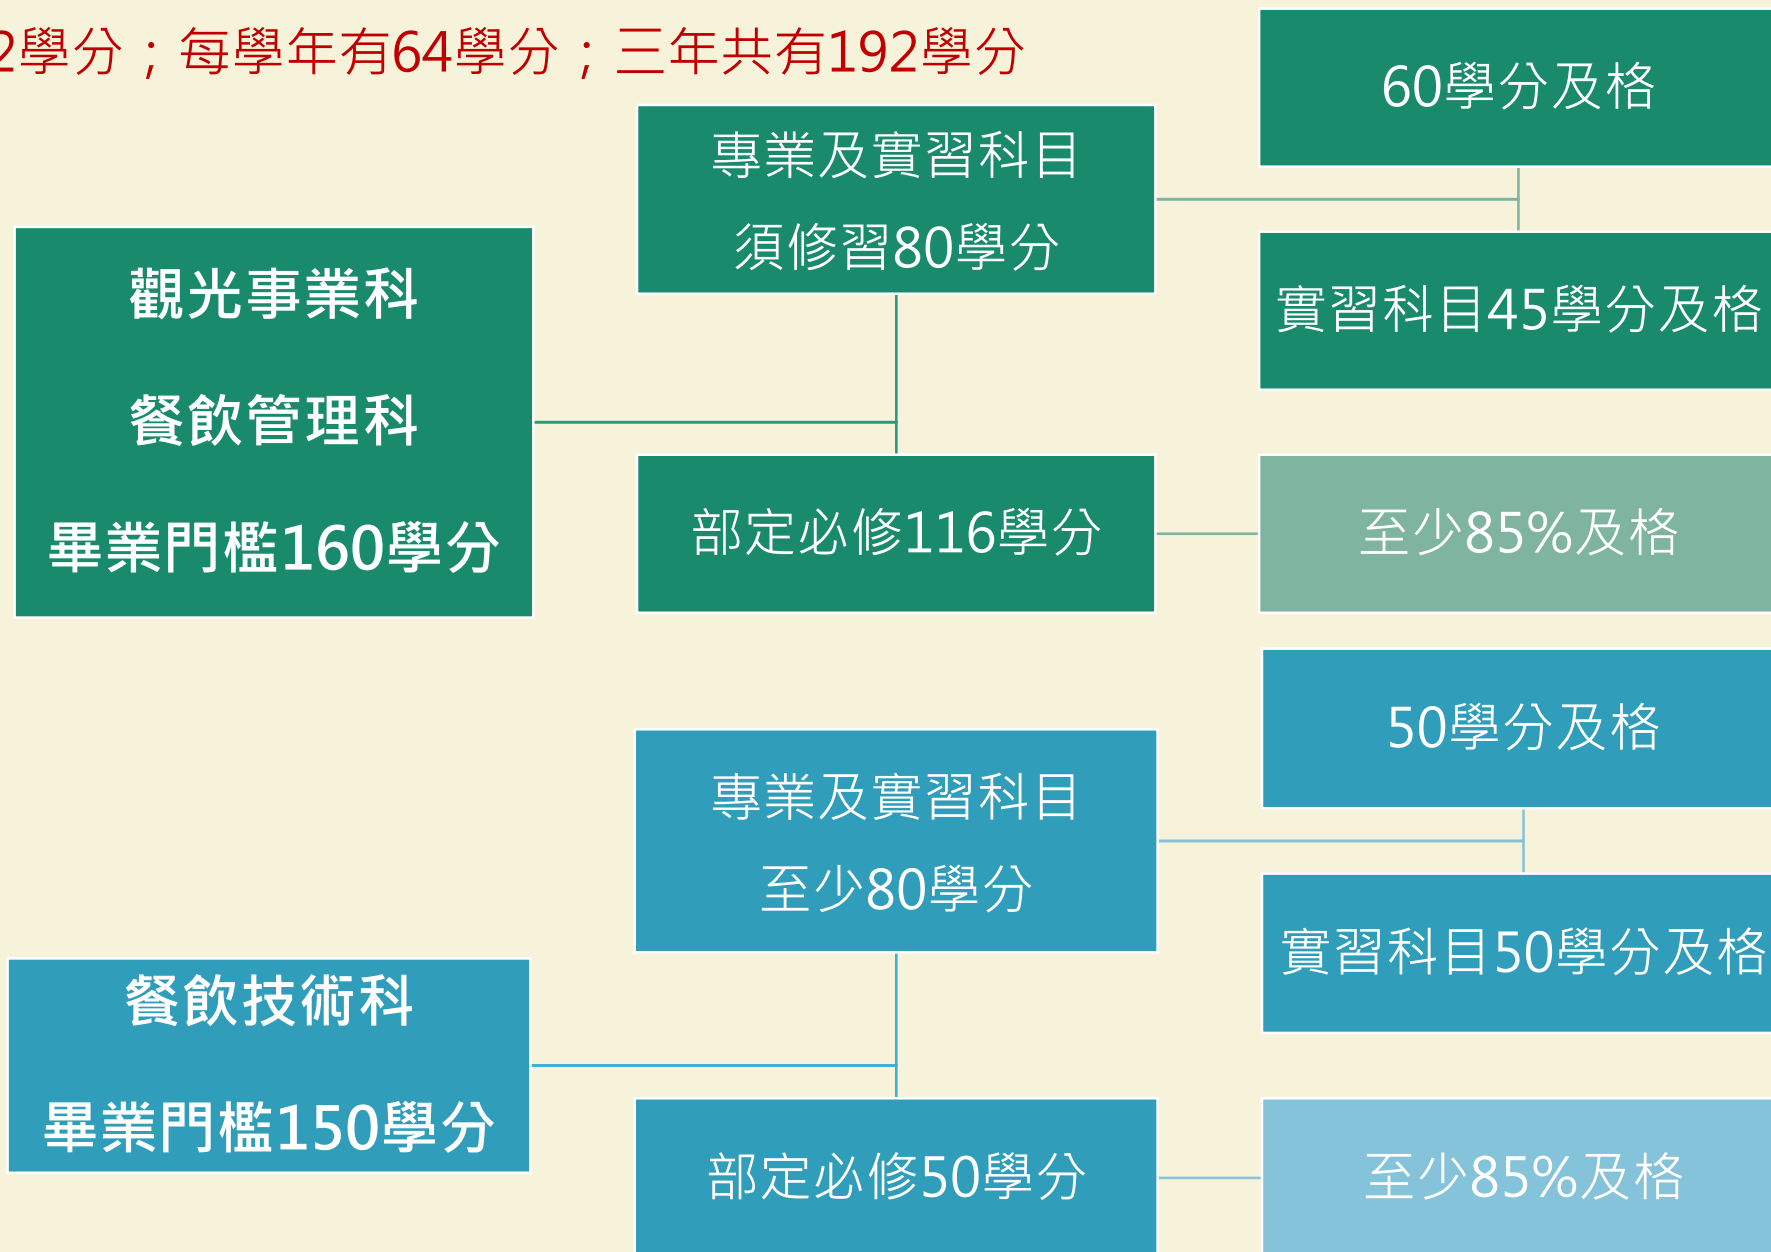 2學分；每學年有64學分；三年共有192學分
觀光事業科
餐飲管理科
畢業門檻160學分
專業及實習科目
須修習80學分
60學分及格
實習科目45學分及格
部定必修116學分
至少85%及格
餐飲技術科
畢業門檻150學分
專業及實習科目
至少80學分
50學分及格
實習科目50學分及格
部定必修50學分
至少85%及格